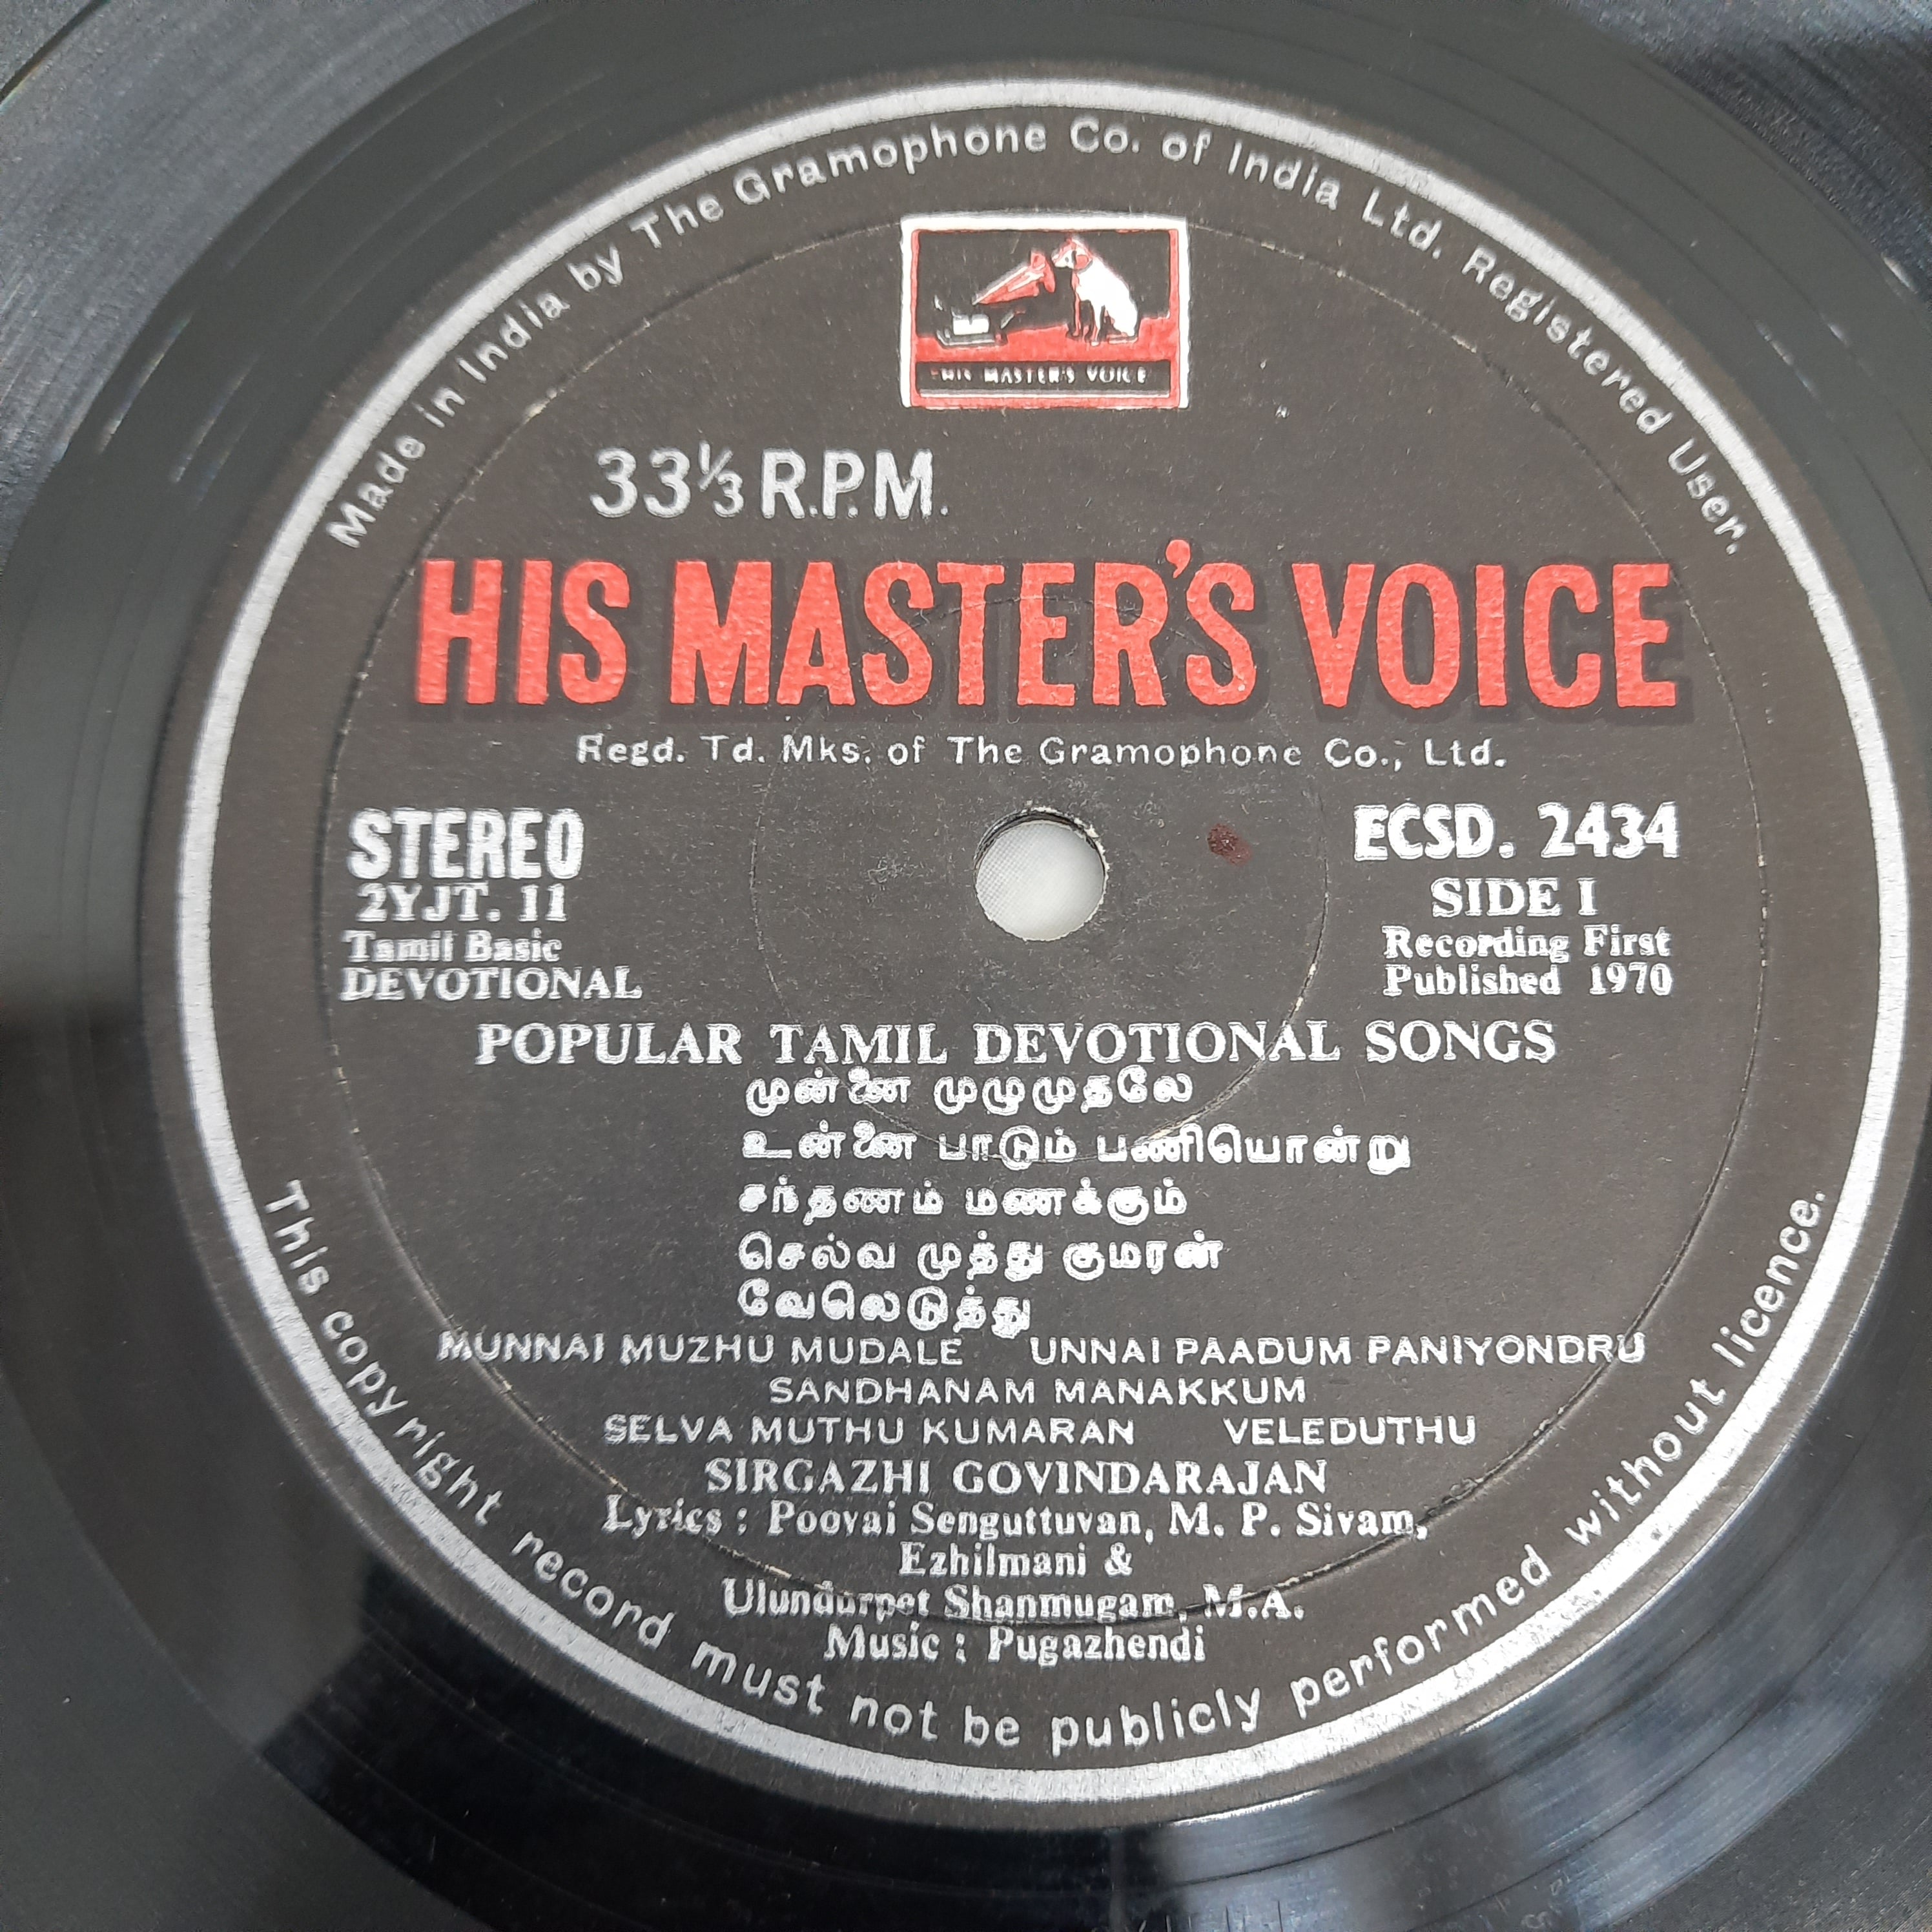 Made in India by The Gramophone Co. of India Ltd. Registered User.
HIS MASTER'S VOICE
33⅓ R.P.M.
HIS MASTER'S VOICE
Regd. Td. Mks. of The Gramophone Co., Ltd.
STEREO
2YJT. 11
Tamil Basic
DEVOTIONAL
ECSD. 2434
SIDE I
Recording First
Published 1970
POPULAR TAMIL DEVOTIONAL SONGS
முன்னை முழுமுதலே
உன்னை பாடும் பணியொன்று
சந்தணம் மணக்கும்
செல்வ முத்து குமரன்
வேலெடுத்து
MUNNAI MUZHU MUDALE UNNAI PAADUM PANIYONDRU
SANDHANAM MANAKKUM
SELVA MUTHU KUMARAN VELEDUTHU
SIRGAZHI GOVINDARAJAN
Lyrics : Poovai Senguttuvan, M. P. Sivam,
Ezhilmani &
Ulundurpet Shanmugam, M.A.
Music : Pugazhendi
This copyright record must not be publicly performed without licence.